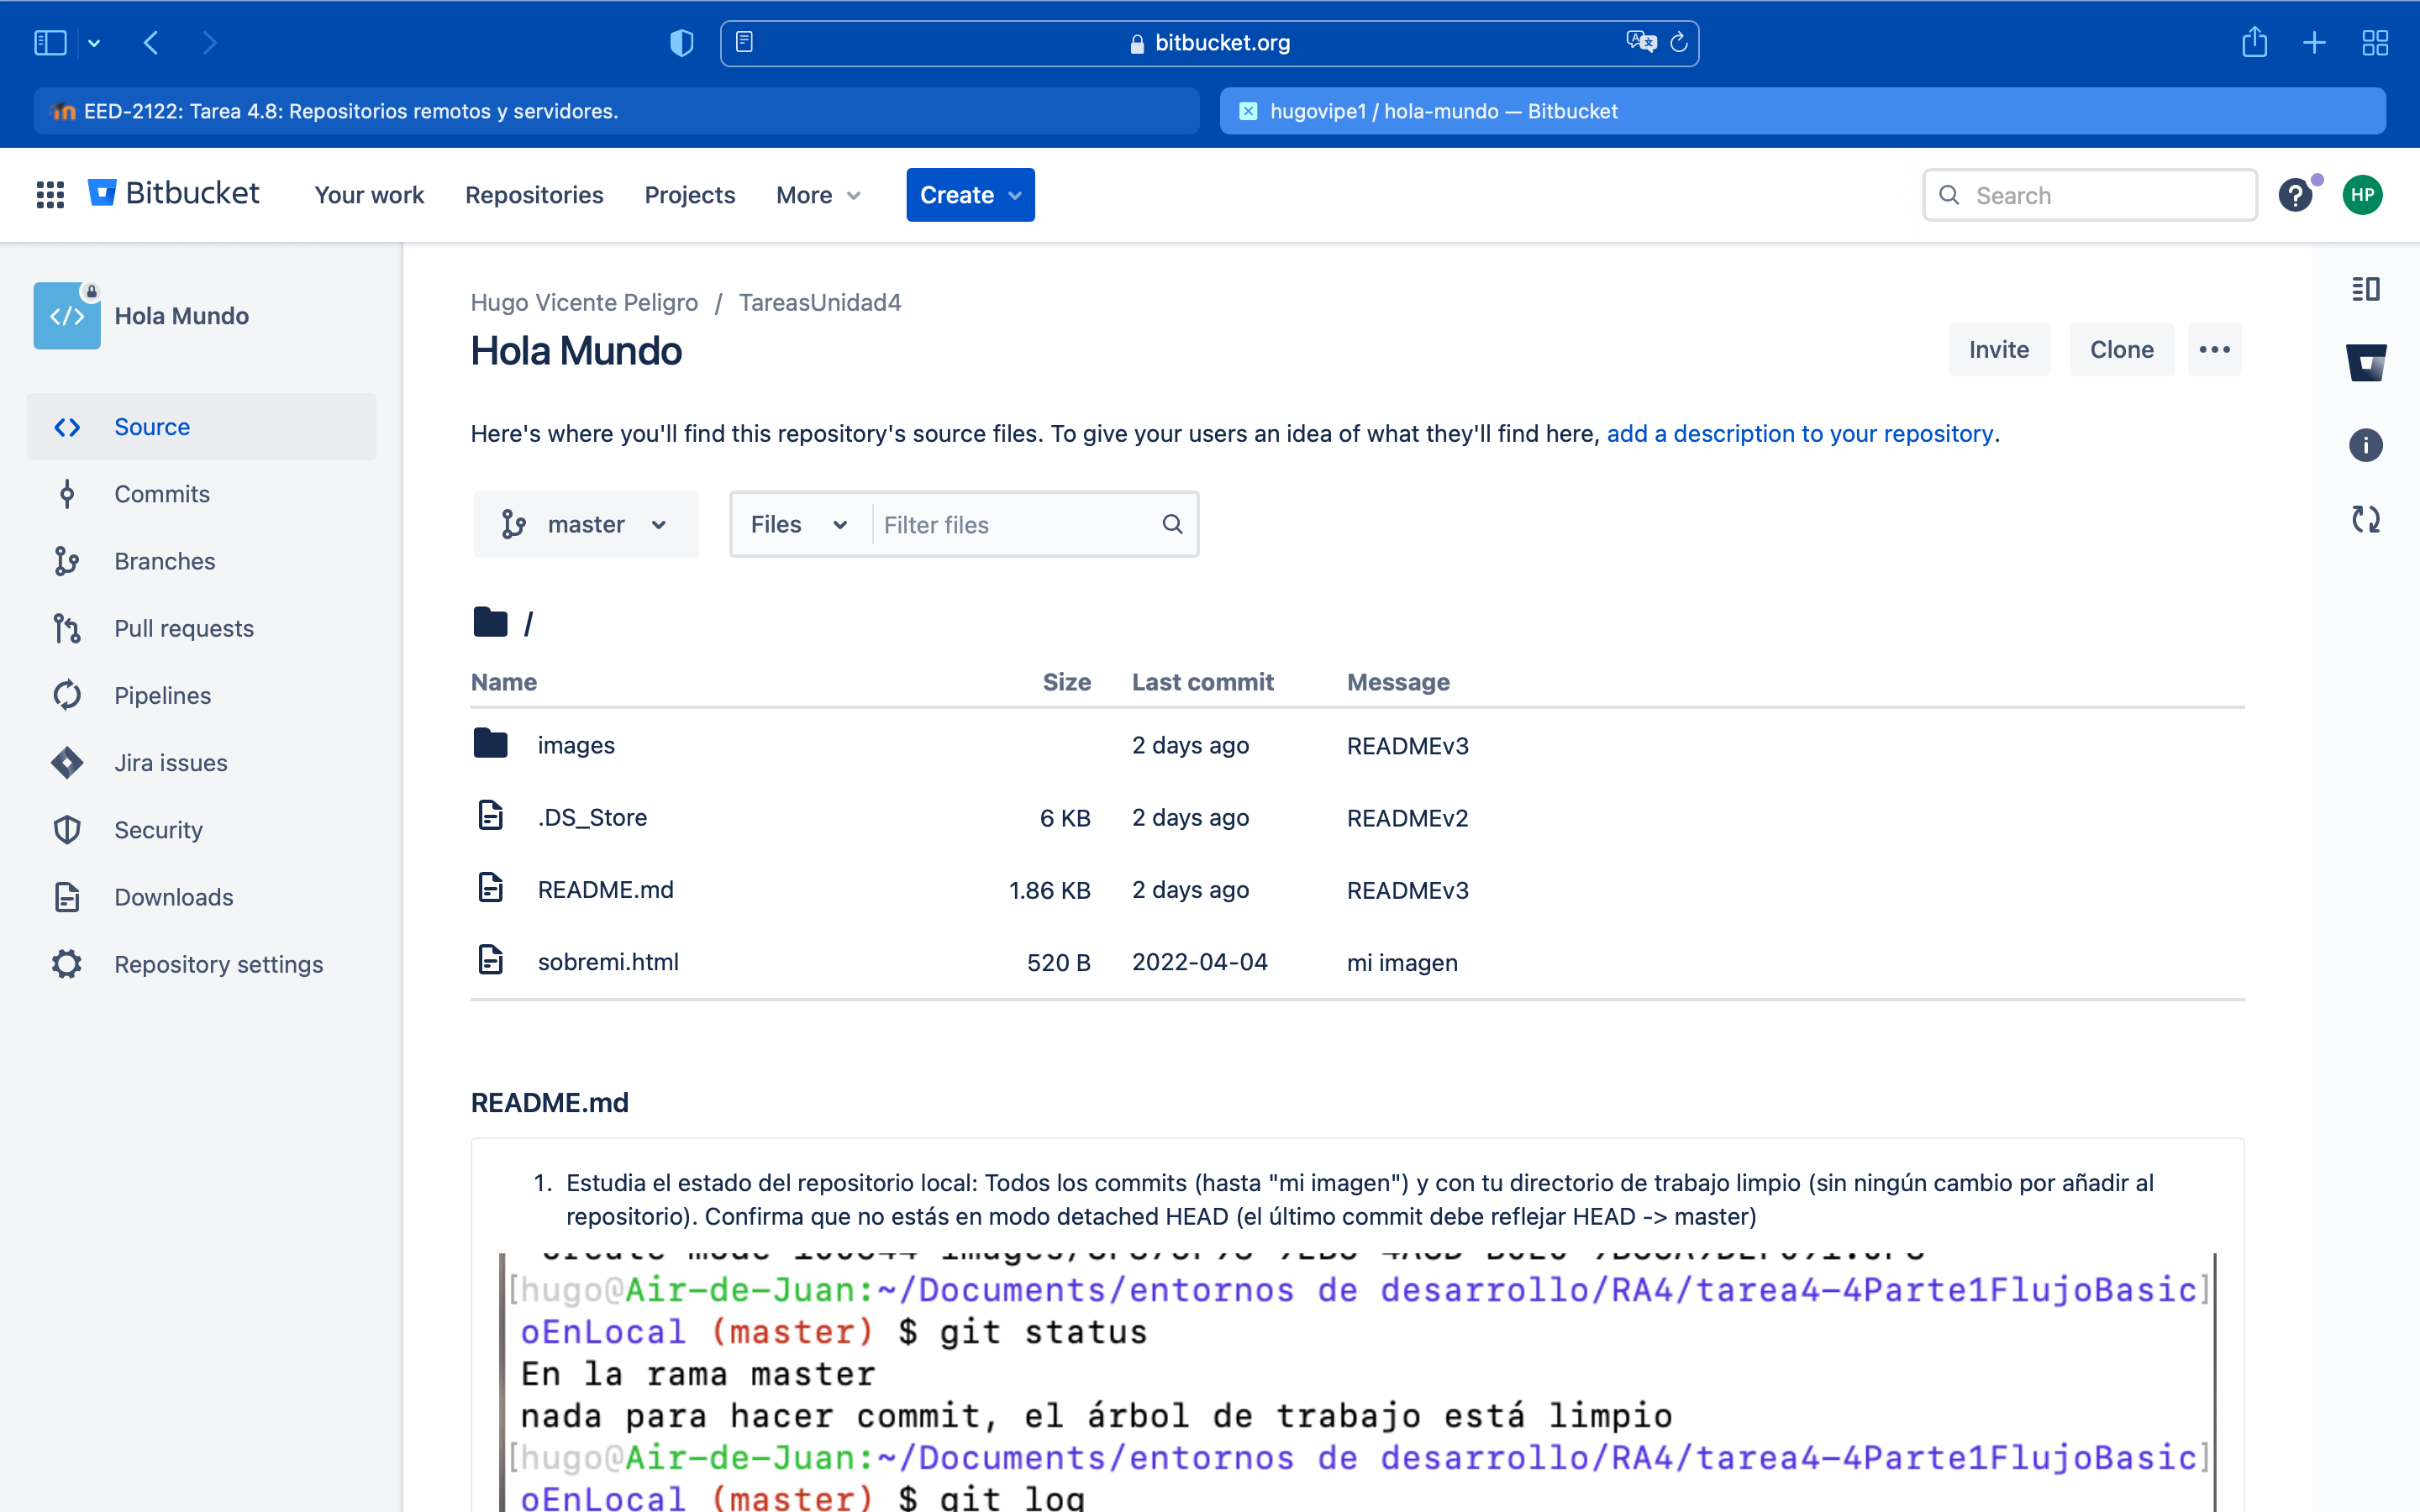 bitbucket.org
EED-2122: Tarea 4.8: Repositorios remotos y servidores.
hugovipe1 / hola-mundo — Bitbucket
Bitbucket
Your work
Repositories
Projects
More
Create
Search
HP
Hola Mundo
Source
Commits
Branches
Pull requests
Pipelines
Jira issues
Security
Downloads
Repository settings
Hugo Vicente Peligro / TareasUnidad4
Hola Mundo
Invite
Clone
Here's where you'll find this repository's source files. To give your users an idea of what they'll find here, add a description to your repository.
master
Files
Filter files
/
Name Size Last commit Message
images 2 days ago READMEv3
.DS_Store 6 KB 2 days ago READMEv2
README.md 1.86 KB 2 days ago READMEv3
sobremi.html 520 B 2022-04-04 mi imagen
README.md
1. Estudia el estado del repositorio local: Todos los commits (hasta "mi imagen") y con tu directorio de trabajo limpio (sin ningún cambio por añadir al
repositorio). Confirma que no estás en modo detached HEAD (el último commit debe reflejar HEAD -> master)
[hugo@Air-de-Juan:~/Documents/entornos de desarrollo/RA4/tarea4-4Parte1FlujoBasic]
oEnLocal (master) $ git status
En la rama master
nada para hacer commit, el árbol de trabajo está limpio
[hugo@Air-de-Juan:~/Documents/entornos de desarrollo/RA4/tarea4-4Parte1FlujoBasic]
oEnLocal (master) $ git log